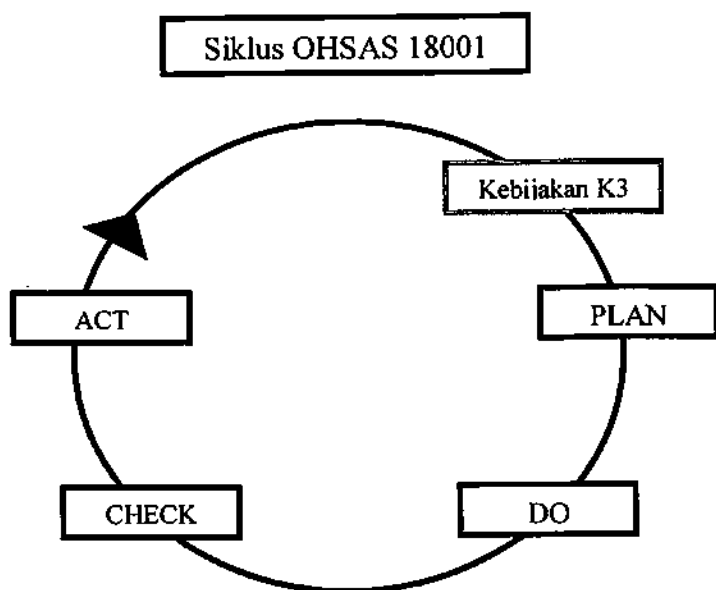 Siklus OHSAS 18001
Kebijakan K3
PLAN
ACT
DO
CHECK